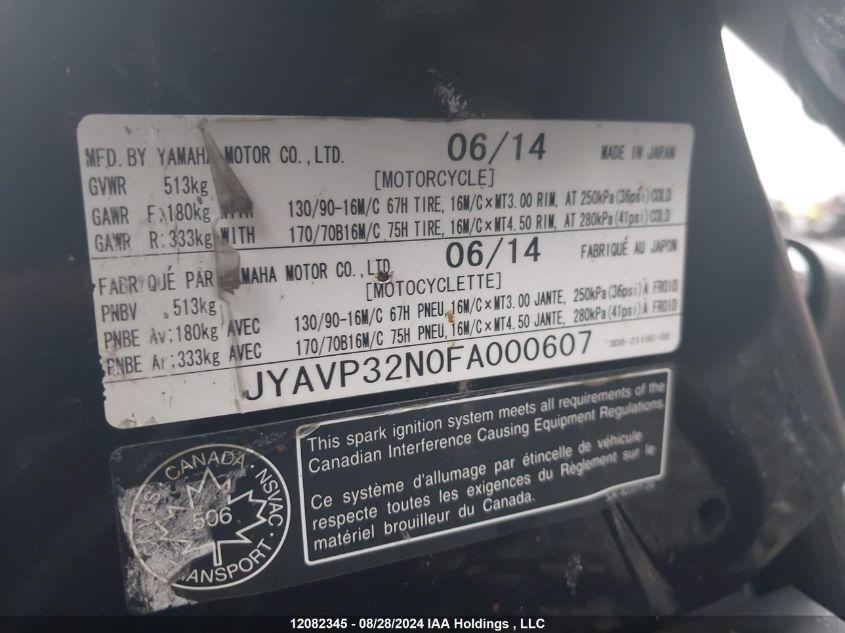 MFD. BY YAMAHA MOTOR CO., LTD. 06/14 MADE IN JAPAN
GVWR 513kg [MOTORCYCLE]
GAWR F:180kg WITH 130/90-16M/C 67H TIRE, 16M/C×MT3.00 RIM, AT 250kPa(36psi)COLD
GAWR R:333kg WITH 170/70B16M/C 75H TIRE, 16M/C×MT4.50 RIM, AT 280kPa(41psi)COLD
FABRIQUÉ PAR YAMAHA MOTOR CO., LTD 06/14 FABRIQUÉ AU JAPON
PNBV 513kg [MOTOCYCLETTE]
PNBE Av:180kg AVEC 130/90-16M/C 67H PNEU, 16M/C×MT3.00 JANTE, 250kPa(36psi)À FROID
PNBE Ar:333kg AVEC 170/70B16M/C 75H PNEU, 16M/C×MT4.50 JANTE, 280kPa(41psi)À FROID
JYAVP32N0FA000607
This spark ignition system meets all requirements of the
Canadian Interference Causing Equipment Regulations.
Ce système d'allumage par étincelle de véhicule
respecte toutes les exigences du Règlement sur le
matériel brouilleur du Canada.
CANADA NSVAC
506
TRANSPORT
12082345 - 08/28/2024 IAA Holdings , LLC